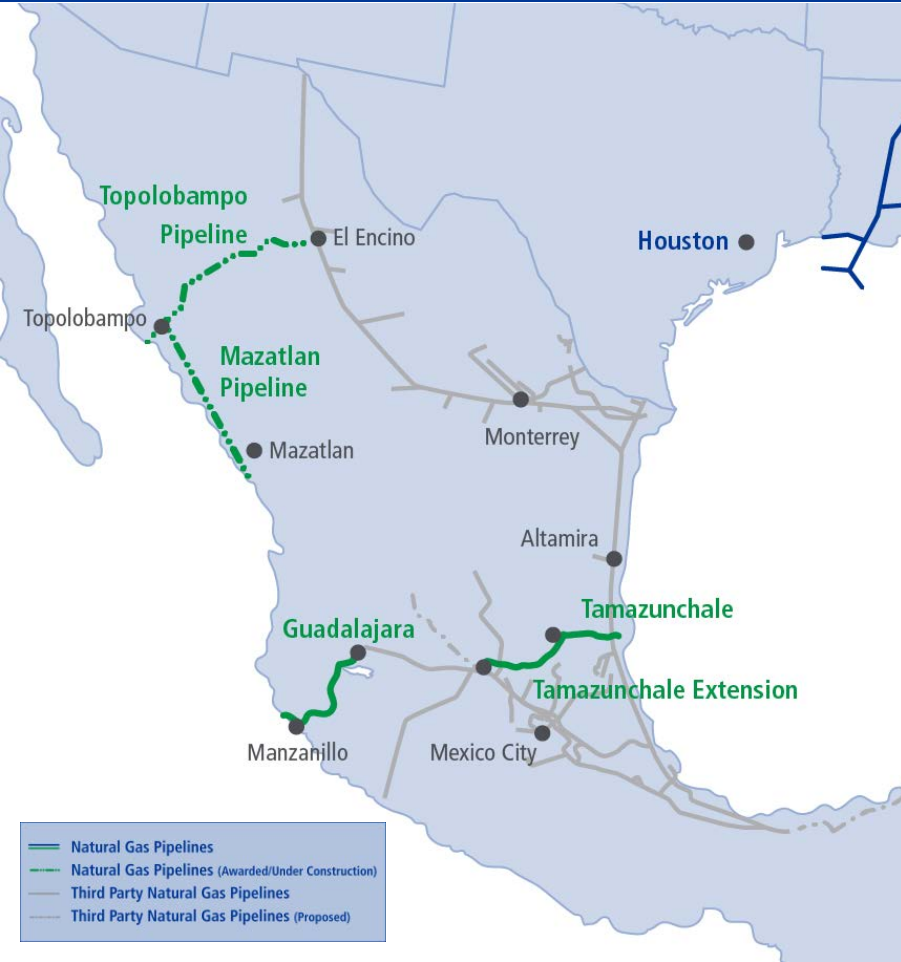 Topolobampo
Pipeline
El Encino
Houston
Topolobampo
Mazatlan
Pipeline
Monterrey
Mazatlan
Altamira
Tamazunchale
Guadalajara
Tamazunchale Extension
Manzanillo
Mexico City
Natural Gas Pipelines
Natural Gas Pipelines (Awarded/Under Construction)
Third Party Natural Gas Pipelines
Third Party Natural Gas Pipelines (Proposed)